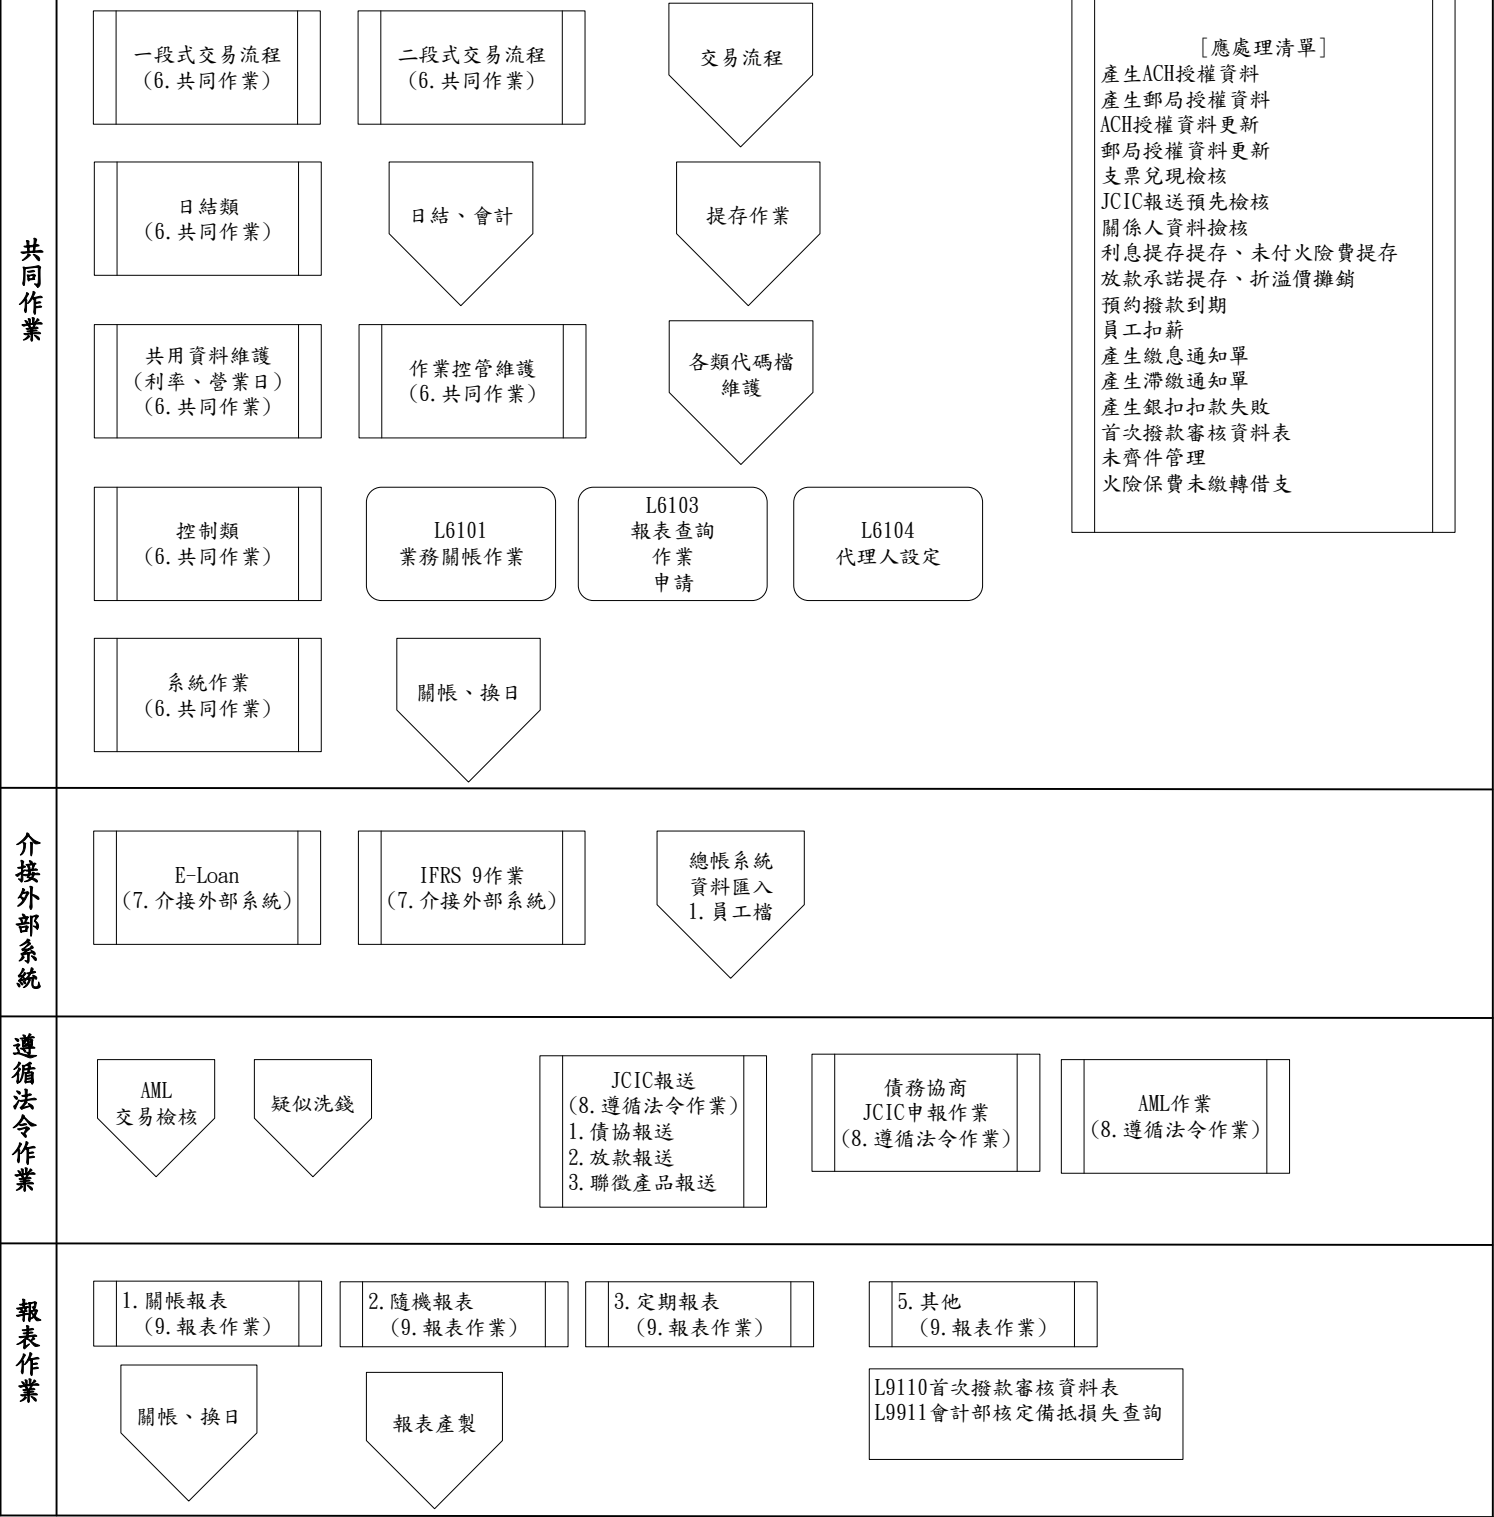 共同作業
一段式交易流程
(6.共同作業)
二段式交易流程
(6.共同作業)
交易流程
日結類
(6.共同作業)
日結、會計
提存作業
共用資料維護
(利率、營業日)
(6.共同作業)
作業控管維護
(6.共同作業)
各類代碼檔
維護
控制類
(6.共同作業)
L6101
業務關帳作業
L6103
報表查詢
作業
申請
L6104
代理人設定
系統作業
(6.共同作業)
關帳、換日
[應處理清單]
產生ACH授權資料
產生郵局授權資料
ACH授權資料更新
郵局授權資料更新
支票兌現檢核
JCIC報送預先檢核
關係人資料撿核
利息提存提存、未付火險費提存
放款承諾提存、折溢價攤銷
預約撥款到期
員工扣薪
產生繳息通知單
產生滯繳通知單
產生銀扣扣款失敗
首次撥款審核資料表
未齊件管理
火險保費未繳轉借支
介接外部系統
E-Loan
(7.介接外部系統)
IFRS 9作業
(7.介接外部系統)
總帳系統
資料匯入
1.員工檔
遵循法令作業
AML
交易檢核
疑似洗錢
JCIC報送
(8.遵循法令作業)
1.債協報送
2.放款報送
3.聯徵產品報送
債務協商
JCIC申報作業
(8.遵循法令作業)
AML作業
(8.遵循法令作業)
報表作業
1.關帳報表
(9.報表作業)
2.隨機報表
(9.報表作業)
3.定期報表
(9.報表作業)
5.其他
(9.報表作業)
關帳、換日
報表產製
L9110首次撥款審核資料表
L9911會計部核定備抵損失查詢